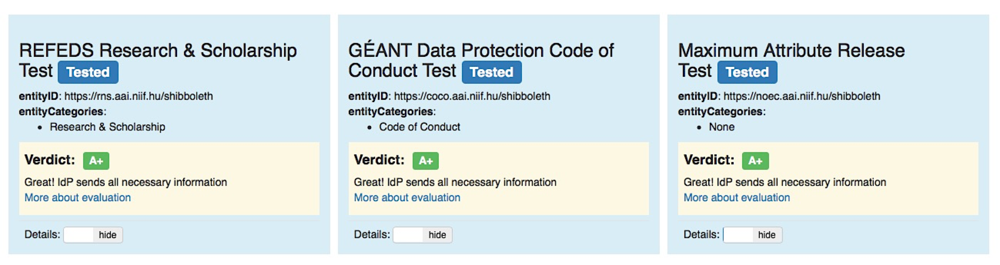 REFEDS Research & Scholarship
Test Tested
entityID: https://rns.aai.niif.hu/shibboleth
entityCategories:
• Research & Scholarship
Verdict: A+
Great! IdP sends all necessary information
More about evaluation
Details: hide
GÉANT Data Protection Code of
Conduct Test Tested
entityID: https://coco.aai.niif.hu/shibboleth
entityCategories:
• Code of Conduct
Verdict: A+
Great! IdP sends all necessary information
More about evaluation
Details: hide
Maximum Attribute Release
Test Tested
entityID: https://noec.aai.niif.hu/shibboleth
entityCategories:
• None
Verdict: A+
Great! IdP sends all necessary information
More about evaluation
Details: hide